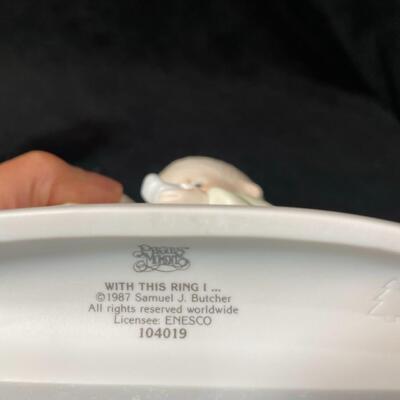 Precious
Moments
WITH THIS RING I ...
©1987 Samuel J. Butcher
All rights reserved worldwide
Licensee: ENESCO
104019